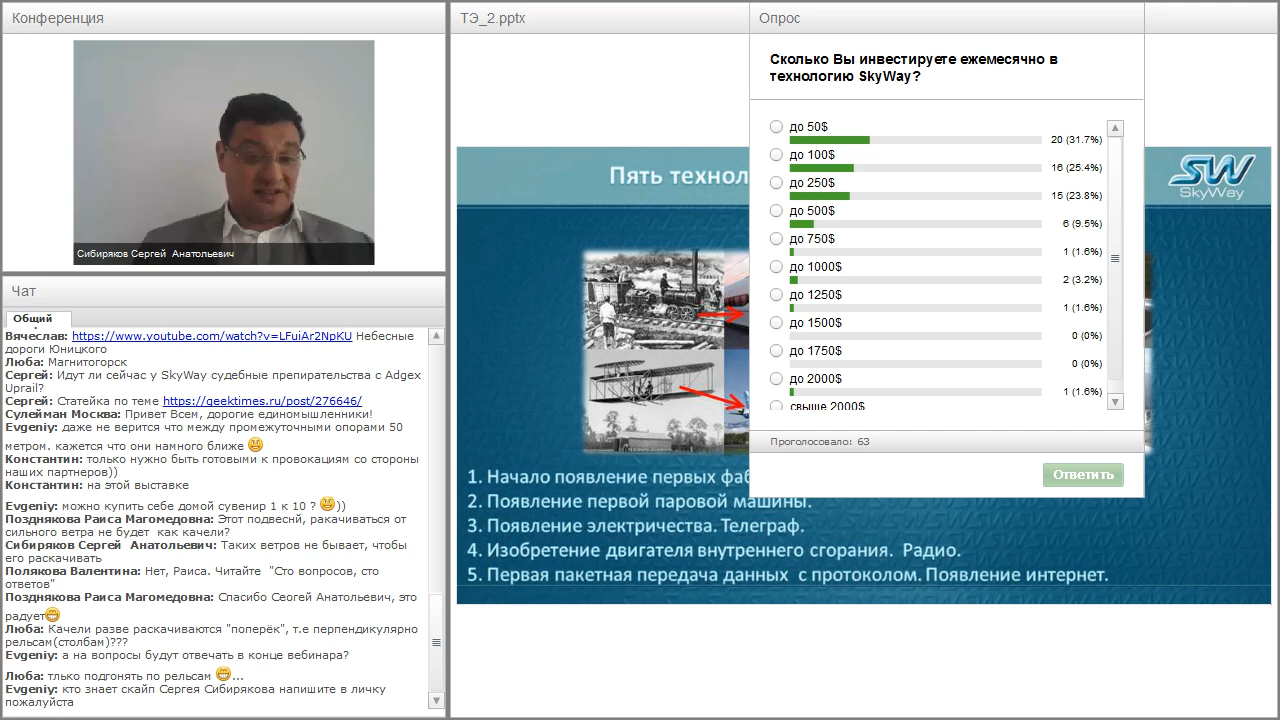 Конференция
Сибиряков Сергей Анатольевич
Чат
Общий
Вячеслав: https://www.youtube.com/watch?v=LFuiAr2NpKU Небесные
дороги Юницкого
Люба: Магнитогорск
Сергей: Идут ли сейчас у SkyWay судебные препирательства с Adgex
Uprail?
Сергей: Статейка по теме https://geektimes.ru/post/276646/
Сулейман Москва: Привет Всем, дорогие единомышленники!
Evgeniy: даже не верится что между промежуточными опорами 50
метром. кажется что они намного ближе
Константин: только нужно быть готовыми к провокациям со стороны
наших партнеров))
Константин: на этой выставке
Evgeniy: можно купить себе домой сувенир 1 к 10 ? ))
Позднякова Раиса Магомедовна: Этот подвеснй, ракачиваться от
сильного ветра не будет как качели?
Сибиряков Сергей Анатольевич: Таких ветров не бывает, чтобы
его раскачивать
Полякова Валентина: Нет, Раиса. Читайте "Сто вопросов, сто
ответов"
Позднякова Раиса Магомедовна: Спасибо Сеогей Анатольевич, это
радует
Люба: Качели разве раскачиваются "поперёк", т.е перпендикулярно
рельсам(столбам)???
Evgeniy: а на вопросы будут отвечать в конце вебинара?
Люба: тлько подгонять по рельсам ...
Evgeniy: кто знает скайп Сергея Сибирякова напишите в личку
пожалуйста
ТЭ_2.pptx
Пять технол
SW
SkyWay
1. Начало появление первых фаб
2. Появление первой паровой машины.
3. Появление электричества. Телеграф.
4. Изобретение двигателя внутреннего сгорания. Радио.
5. Первая пакетная передача данных с протоколом. Появление интернет.
Опрос
Сколько Вы инвестируете ежемесячно в
технологию SkyWay?
до 50$
20 (31.7%)
до 100$
16 (25.4%)
до 250$
15 (23.8%)
до 500$
6 (9.5%)
до 750$
1 (1.6%)
до 1000$
2 (3.2%)
до 1250$
1 (1.6%)
до 1500$
0 (0%)
до 1750$
0 (0%)
до 2000$
1 (1.6%)
свыше 2000$
Проголосовало: 63
Ответить